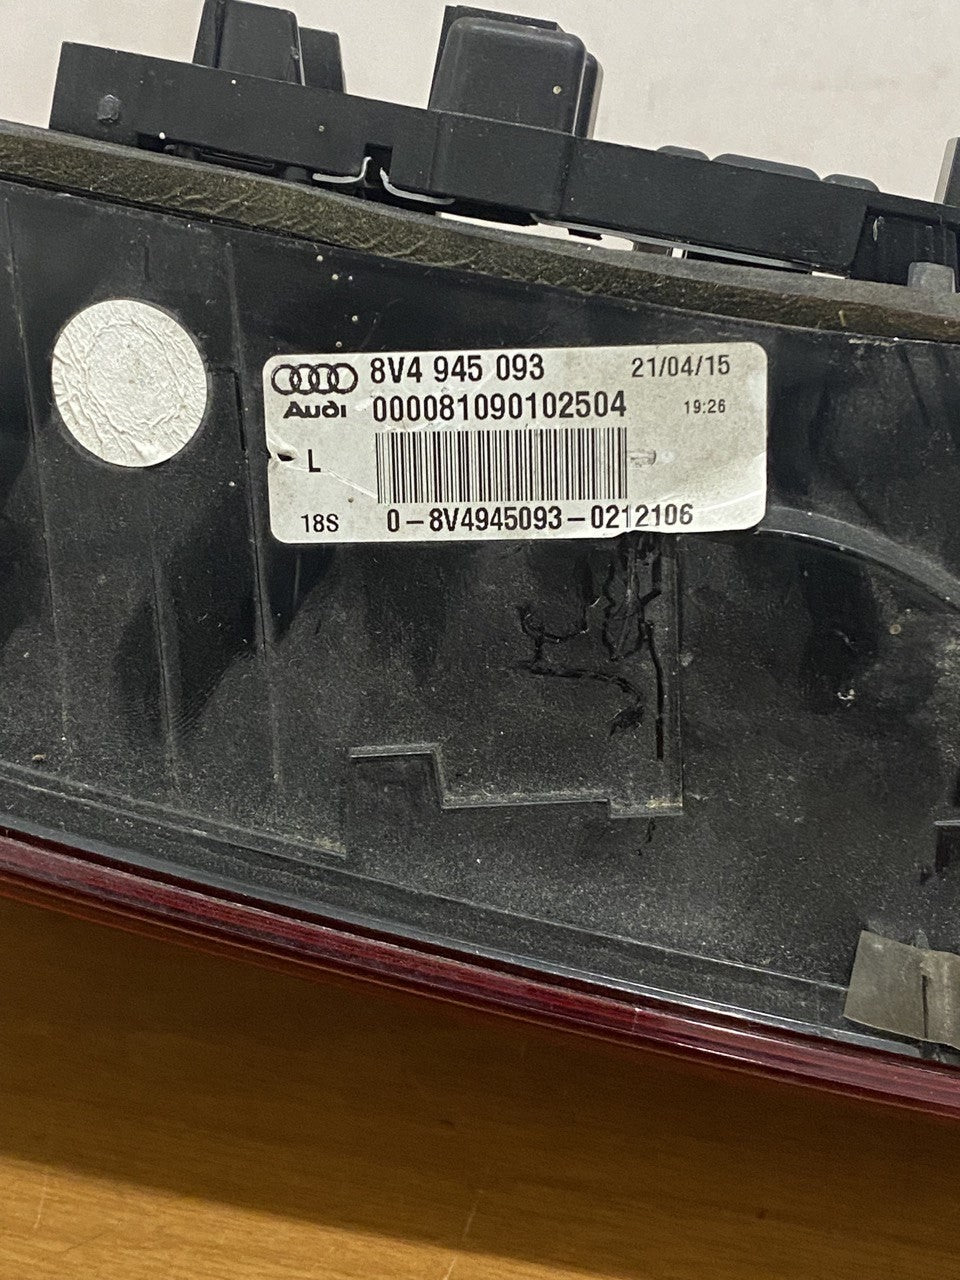 8V4 945 093 21/04/15
Audi 000081090102504 19:26
L
18S 0-8V4945093-0212106